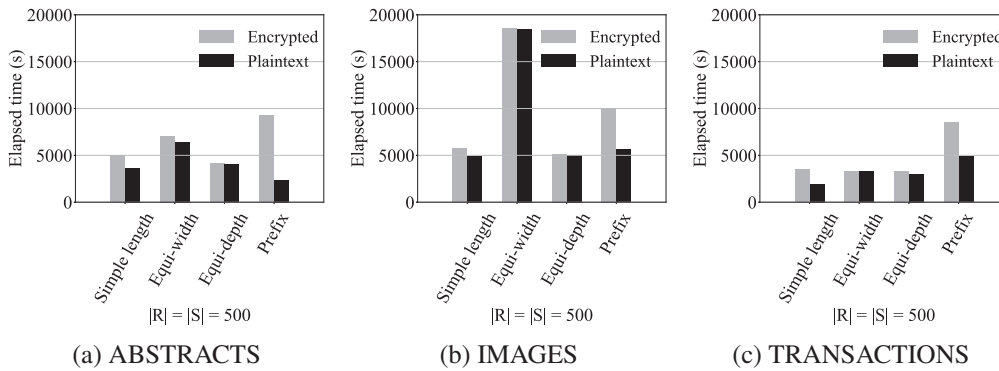 20000
15000
10000
5000
0
Elapsed time (s)
Encrypted
Plaintext
Simple length
Equi-width
Equi-depth
Prefix
|R| = |S| = 500
(a) ABSTRACTS
20000
15000
10000
5000
0
Elapsed time (s)
Encrypted
Plaintext
Simple length
Equi-width
Equi-depth
Prefix
|R| = |S| = 500
(b) IMAGES
20000
15000
10000
5000
0
Elapsed time (s)
Encrypted
Plaintext
Simple length
Equi-width
Equi-depth
Prefix
|R| = |S| = 500
(c) TRANSACTIONS